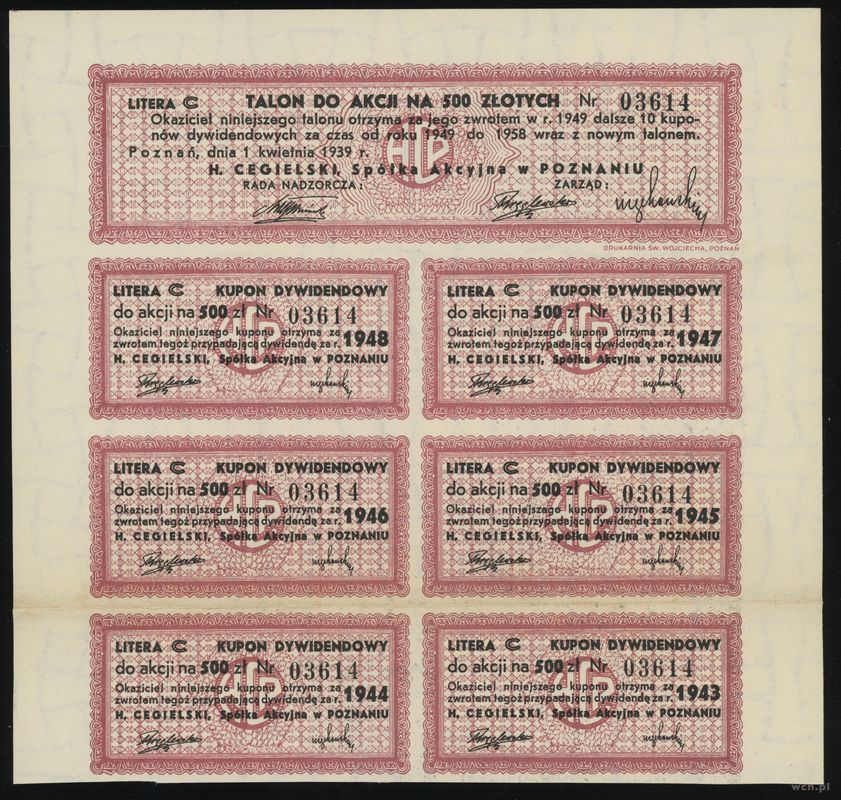 LITERA C TALON DO AKCJI NA 500 ZŁOTYCH Nr 03614
Okaziciel niniejszego talonu otrzyma za jego zwrotem w r. 1949 dalsze 10 kupo-
nów dywidendowych za czas od roku 1949 do 1958 wraz z nowym talonem.
Poznań, dnia 1 kwietnia 1939 r.
H. CEGIELSKI, Spółka Akcyjna w POZNANIU
RADA NADZORCZA: ZARZĄD:
DRUKARNIA ŚW. WOJCIECHA, POZNAŃ
LITERA C KUPON DYWIDENDOWY
do akcji na 500 zł Nr 03614
Okaziciel niniejszego kuponu otrzyma za
zwrotem tegoż przypadającą dywidendę za r. 1948
H. CEGIELSKI, Spółka Akcyjna w POZNANIU
LITERA C KUPON DYWIDENDOWY
do akcji na 500 zł Nr 03614
Okaziciel niniejszego kuponu otrzyma za
zwrotem tegoż przypadającą dywidendę za r. 1947
H. CEGIELSKI, Spółka Akcyjna w POZNANIU
LITERA C KUPON DYWIDENDOWY
do akcji na 500 zł Nr 03614
Okaziciel niniejszego kuponu otrzyma za
zwrotem tegoż przypadającą dywidendę za r. 1946
H. CEGIELSKI, Spółka Akcyjna w POZNANIU
LITERA C KUPON DYWIDENDOWY
do akcji na 500 zł Nr 03614
Okaziciel niniejszego kuponu otrzyma za
zwrotem tegoż przypadającą dywidendę za r. 1945
H. CEGIELSKI, Spółka Akcyjna w POZNANIU
LITERA C KUPON DYWIDENDOWY
do akcji na 500 zł Nr 03614
Okaziciel niniejszego kuponu otrzyma za
zwrotem tegoż przypadającą dywidendę za r. 1944
H. CEGIELSKI, Spółka Akcyjna w POZNANIU
LITERA C KUPON DYWIDENDOWY
do akcji na 500 zł Nr 03614
Okaziciel niniejszego kuponu otrzyma za
zwrotem tegoż przypadającą dywidendę za r. 1943
H. CEGIELSKI, Spółka Akcyjna w POZNANIU
wcn.pl